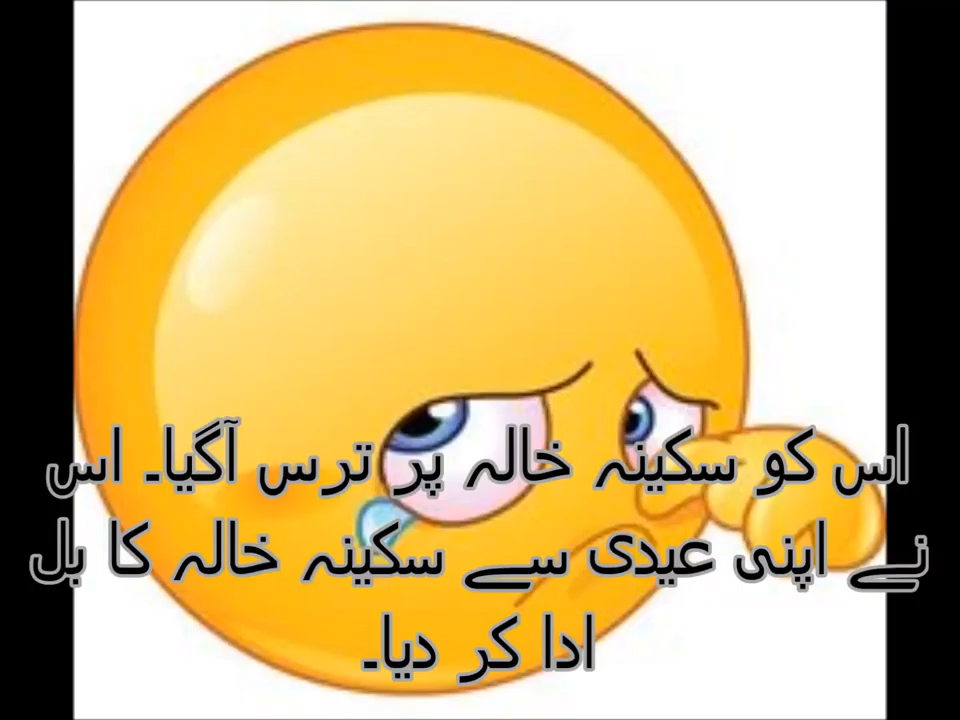 اس کو سکینہ خالہ پر ترس آگیا۔ اس
نے اپنی عیدی سے سکینہ خالہ کا بل
ادا کر دیا۔